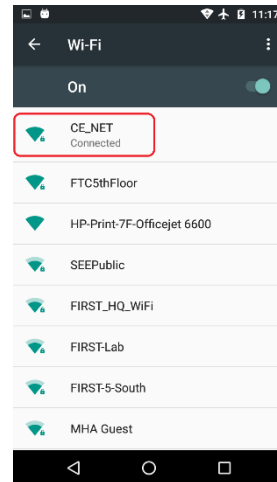 11:17
Wi-Fi
On
CE_NET
Connected
FTC5thFloor
HP-Print-7F-Officejet 6600
SEEPublic
FIRST_HQ_WiFi
FIRST-Lab
FIRST-5-South
MHA Guest